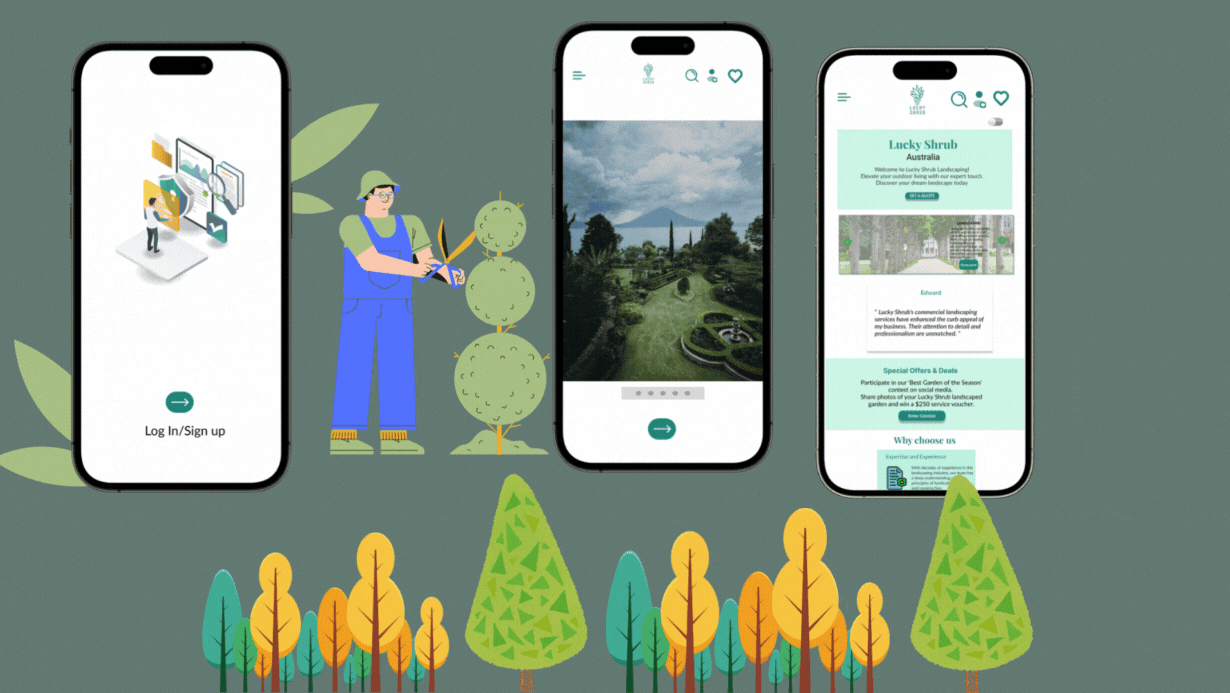 Log In/Sign up
LUCKY
SHRUB
LUCKY
SHRUB
Lucky Shrub
Australia
Welcome to Lucky Shrub Landscaping!
Elevate your outdoor living with our expert touch.
Discover your dream landscape today
GET A QUOTE
Edward
" Lucky Shrub's commercial landscaping
services have enhanced the curb appeal of
my business. Their attention to detail and
professionalism are unmatched. "
Special Offers & Deals
Participate in our 'Best Garden of the Season'
contest on social media.
Share photos of your Lucky Shrub landscaped
garden and win a $250 service voucher.
Enter Contest
Why choose us
Expertise and Experience
With decades of experience in the
landscaping industry, our team has
a deep understanding
principles of